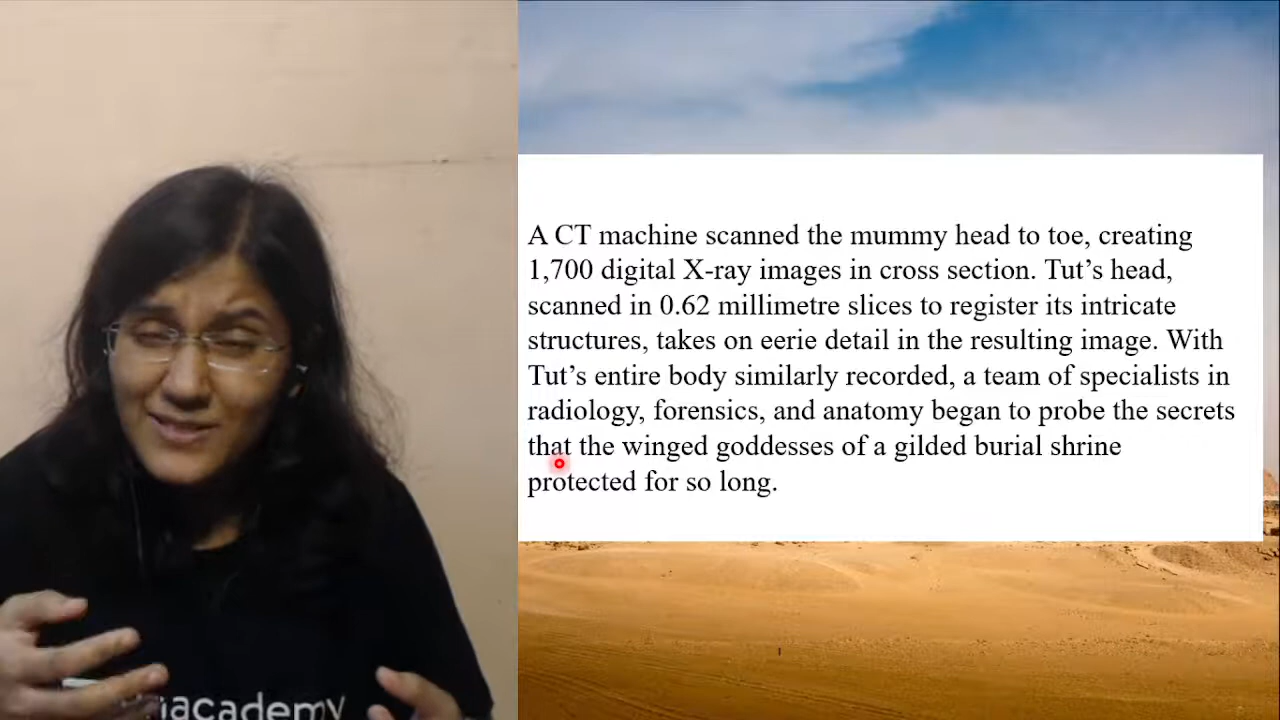 A CT machine scanned the mummy head to toe, creating
1,700 digital X-ray images in cross section. Tut’s head,
scanned in 0.62 millimetre slices to register its intricate
structures, takes on eerie detail in the resulting image. With
Tut’s entire body similarly recorded, a team of specialists in
radiology, forensics, and anatomy began to probe the secrets
that the winged goddesses of a gilded burial shrine
protected for so long.